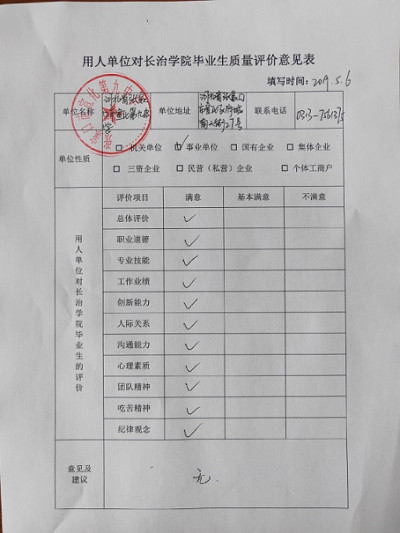 用人单位对长治学院毕业生质量评价意见表
填写时间：2019.5.6
单位名称
单位地址
联系电话
单位性质
□ 机关单位 ☑ 事业单位 □ 国有企业 □ 集体企业
□ 三资企业 □ 民营（私营）企业 □ 个体工商户
用人单位对长治学院毕业生的评价
评价项目 满意 基本满意 不满意
总体评价 ✓
职业道德 ✓
专业技能 ✓
工作业绩 ✓
创新能力 ✓
人际关系 ✓
沟通能力 ✓
心理素质 ✓
团队精神 ✓
吃苦精神 ✓
纪律观念 ✓
意见及
建议
无